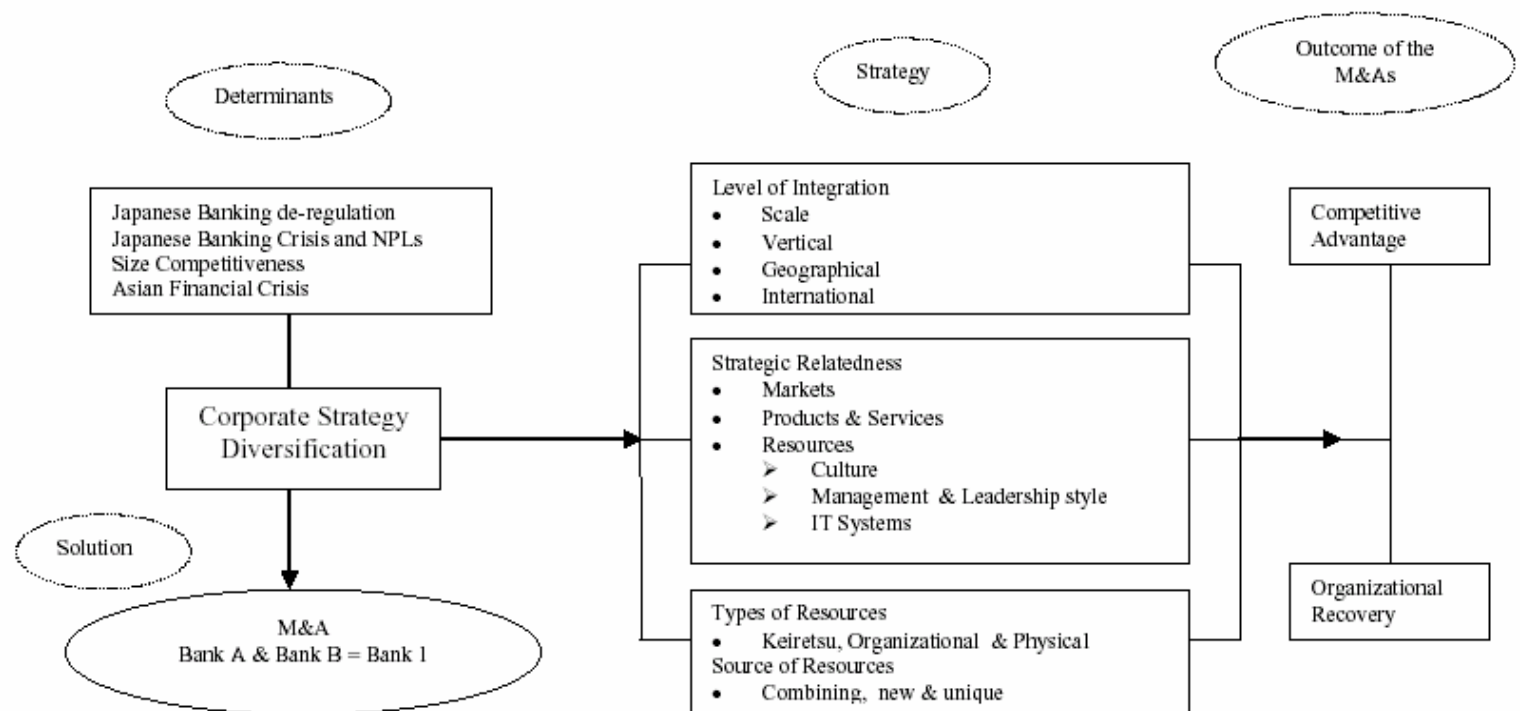 Determinants
Strategy
Outcome of the
M&As
Japanese Banking de-regulation
Japanese Banking Crisis and NPLs
Size Competitiveness
Asian Financial Crisis
Corporate Strategy
Diversification
Solution
M&A
Bank A & Bank B = Bank 1
Level of Integration
• Scale
• Vertical
• Geographical
• International
Strategic Relatedness
• Markets
• Products & Services
• Resources
➢ Culture
➢ Management & Leadership style
➢ IT Systems
Types of Resources
• Keiretsu, Organizational & Physical
Source of Resources
• Combining, new & unique
Competitive
Advantage
Organizational
Recovery